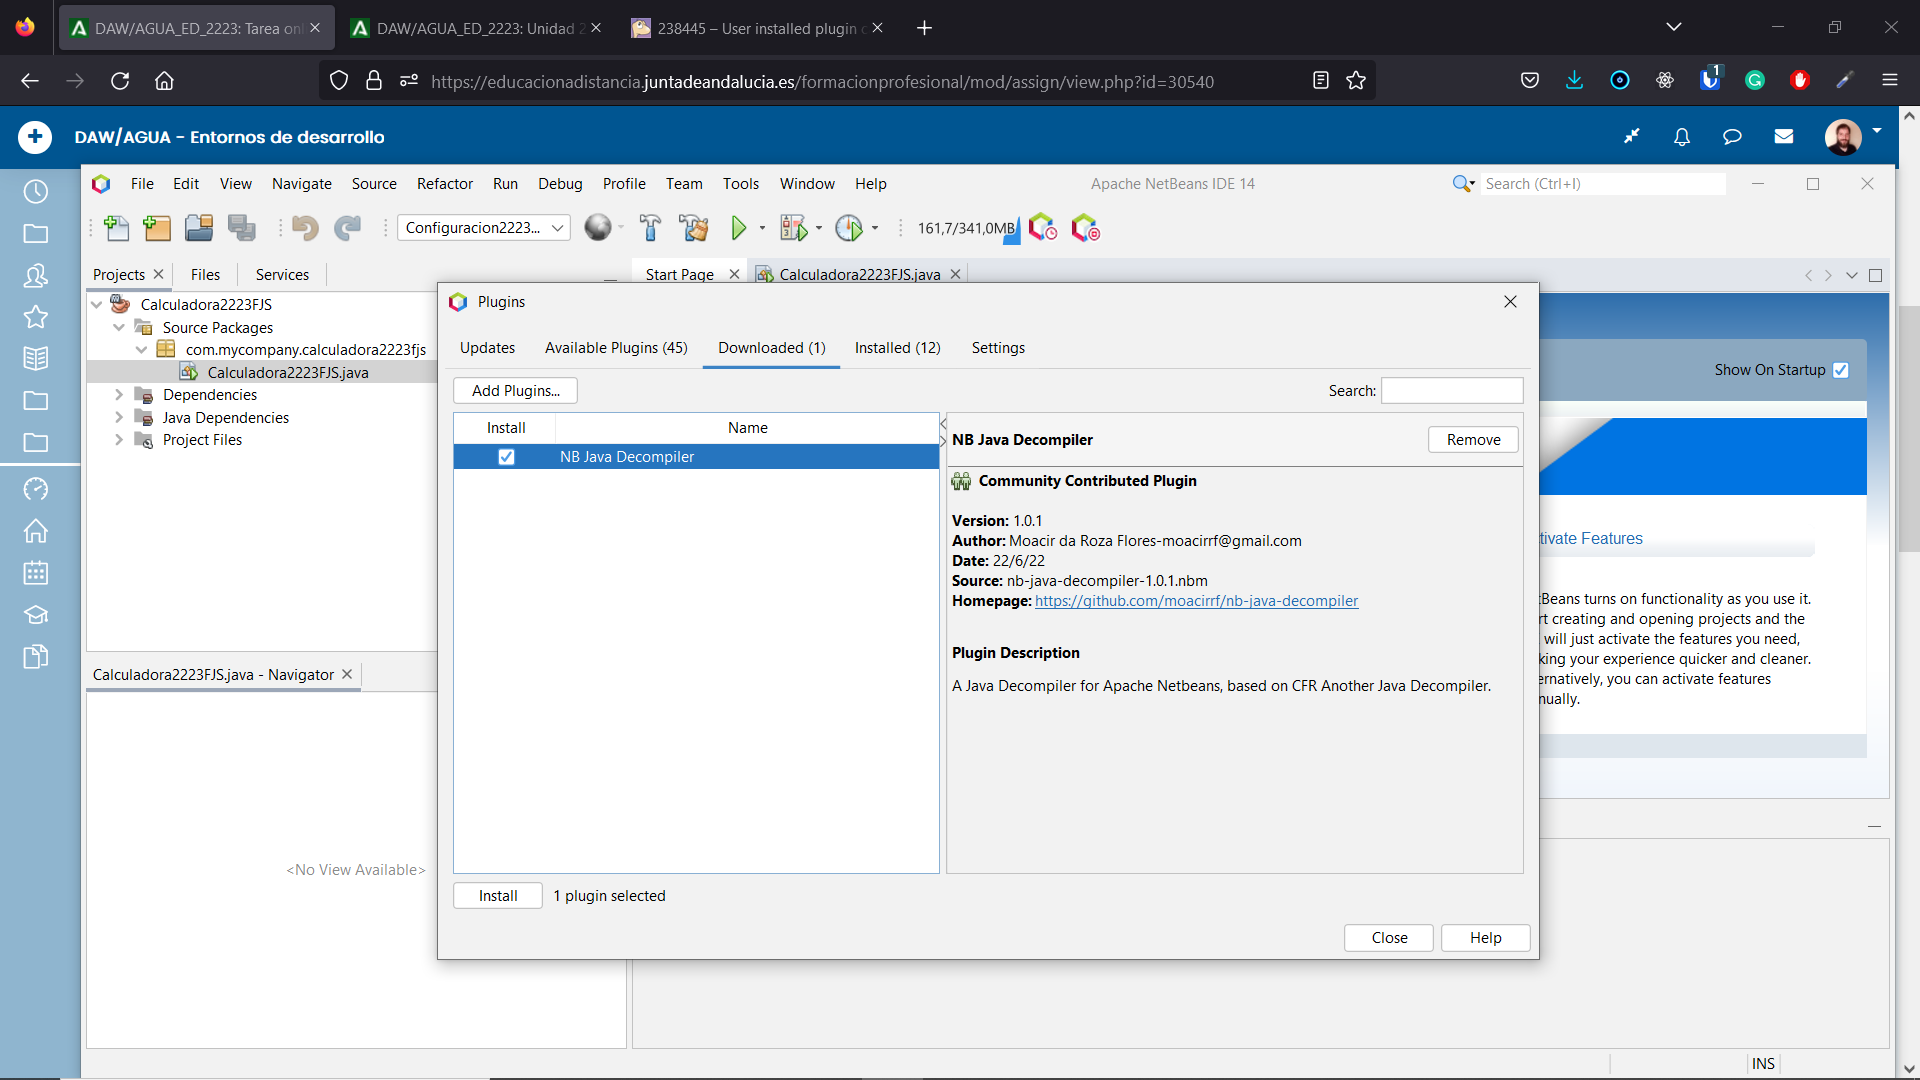 DAW/AGUA_ED_2223: Tarea onl
DAW/AGUA_ED_2223: Unidad 2
238445 – User installed plugin c
https://educacionadistancia.juntadeandalucia.es/formacionprofesional/mod/assign/view.php?id=30540
1
DAW/AGUA - Entornos de desarrollo
File Edit View Navigate Source Refactor Run Debug Profile Team Tools Window Help
Apache NetBeans IDE 14
Search (Ctrl+I)
Configuracion2223...
161,7/341,0MB
Projects Files Services
Start Page Calculadora2223FJS.java
Calculadora2223FJS
Source Packages
com.mycompany.calculadora2223fjs
Calculadora2223FJS.java
Dependencies
Java Dependencies
Project Files
Calculadora2223FJS.java - Navigator
<No View Available>
Plugins
Updates Available Plugins (45) Downloaded (1) Installed (12) Settings
Add Plugins...
Search:
Install Name
NB Java Decompiler
NB Java Decompiler
Remove
Community Contributed Plugin
Version: 1.0.1
Author: Moacir da Roza Flores-moacirrf@gmail.com
Date: 22/6/22
Source: nb-java-decompiler-1.0.1.nbm
Homepage: https://github.com/moacirrf/nb-java-decompiler
Plugin Description
A Java Decompiler for Apache Netbeans, based on CFR Another Java Decompiler.
Install 1 plugin selected
Close Help
Show On Startup
tivate Features
tBeans turns on functionality as you use it.
rt creating and opening projects and the
will just activate the features you need,
king your experience quicker and cleaner.
ernatively, you can activate features
nually.
INS